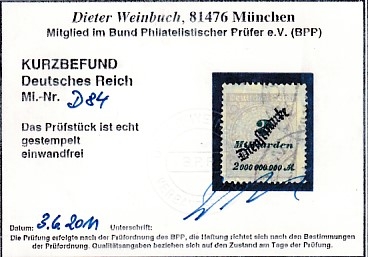 Dieter Weinbuch, 81476 München
Mitglied im Bund Philatelistischer Prüfer e.V. (BPP)
KURZBEFUND
Deutsches Reich
Mi.-Nr. D84
Das Prüfstück ist echt
gestempelt
einwandfrei
2
Dienstmarke
Milliarden
2 000 000 000 M.
Datum: 3.6.2011 Unterschrift:
Die Prüfung erfolgte nach der Prüfordnung des BPP, die Haftung richtet sich nach den Bestimmungen
der Prüfordnung. Qualitätsangaben beziehen sich auf den Zustand am Tage der Prüfung.